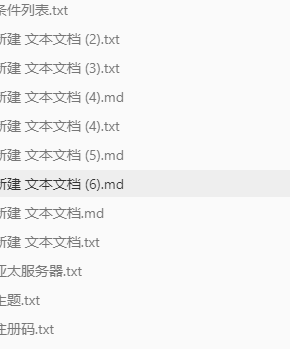 条件列表.txt
新建 文本文档 (2).txt
新建 文本文档 (3).txt
新建 文本文档 (4).md
新建 文本文档 (4).txt
新建 文本文档 (5).md
新建 文本文档 (6).md
新建 文本文档.md
新建 文本文档.txt
亚太服务器.txt
主题.txt
注册码.txt